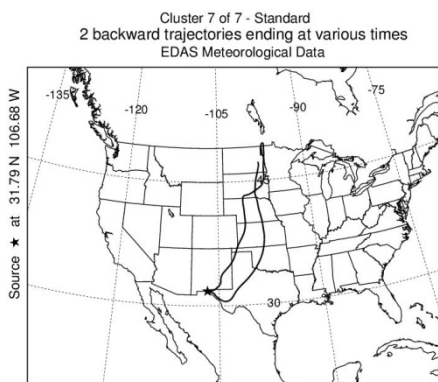 Cluster 7 of 7 - Standard
2 backward trajectories ending at various times
EDAS Meteorological Data
Source ★ at 31.79 N 106.68 W
-135
-120
-105
-90
-75
30